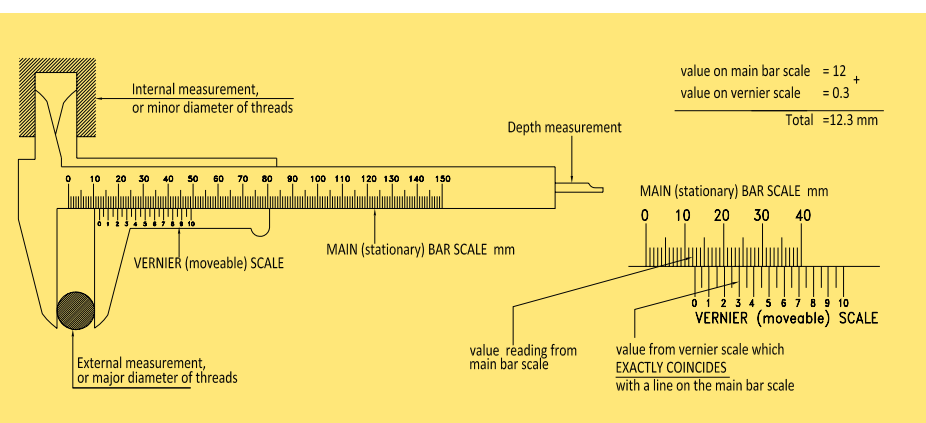 Internal measurement,
or minor diameter of threads
value on main bar scale = 12 +
value on vernier scale = 0.3
Total =12.3 mm
Depth measurement
0 10 20 30 40 50 60 70 80 90 100 110 120 130 140 150
0 1 2 3 4 5 6 7 8 9 10
VERNIER (moveable) SCALE
MAIN (stationary) BAR SCALE mm
MAIN (stationary) BAR SCALE mm
0 10 20 30 40
0 1 2 3 4 5 6 7 8 9 10
VERNIER (moveable) SCALE
value reading from
main bar scale
value from vernier scale which
EXACTLY COINCIDES
with a line on the main bar scale
External measurement,
or major diameter of threads